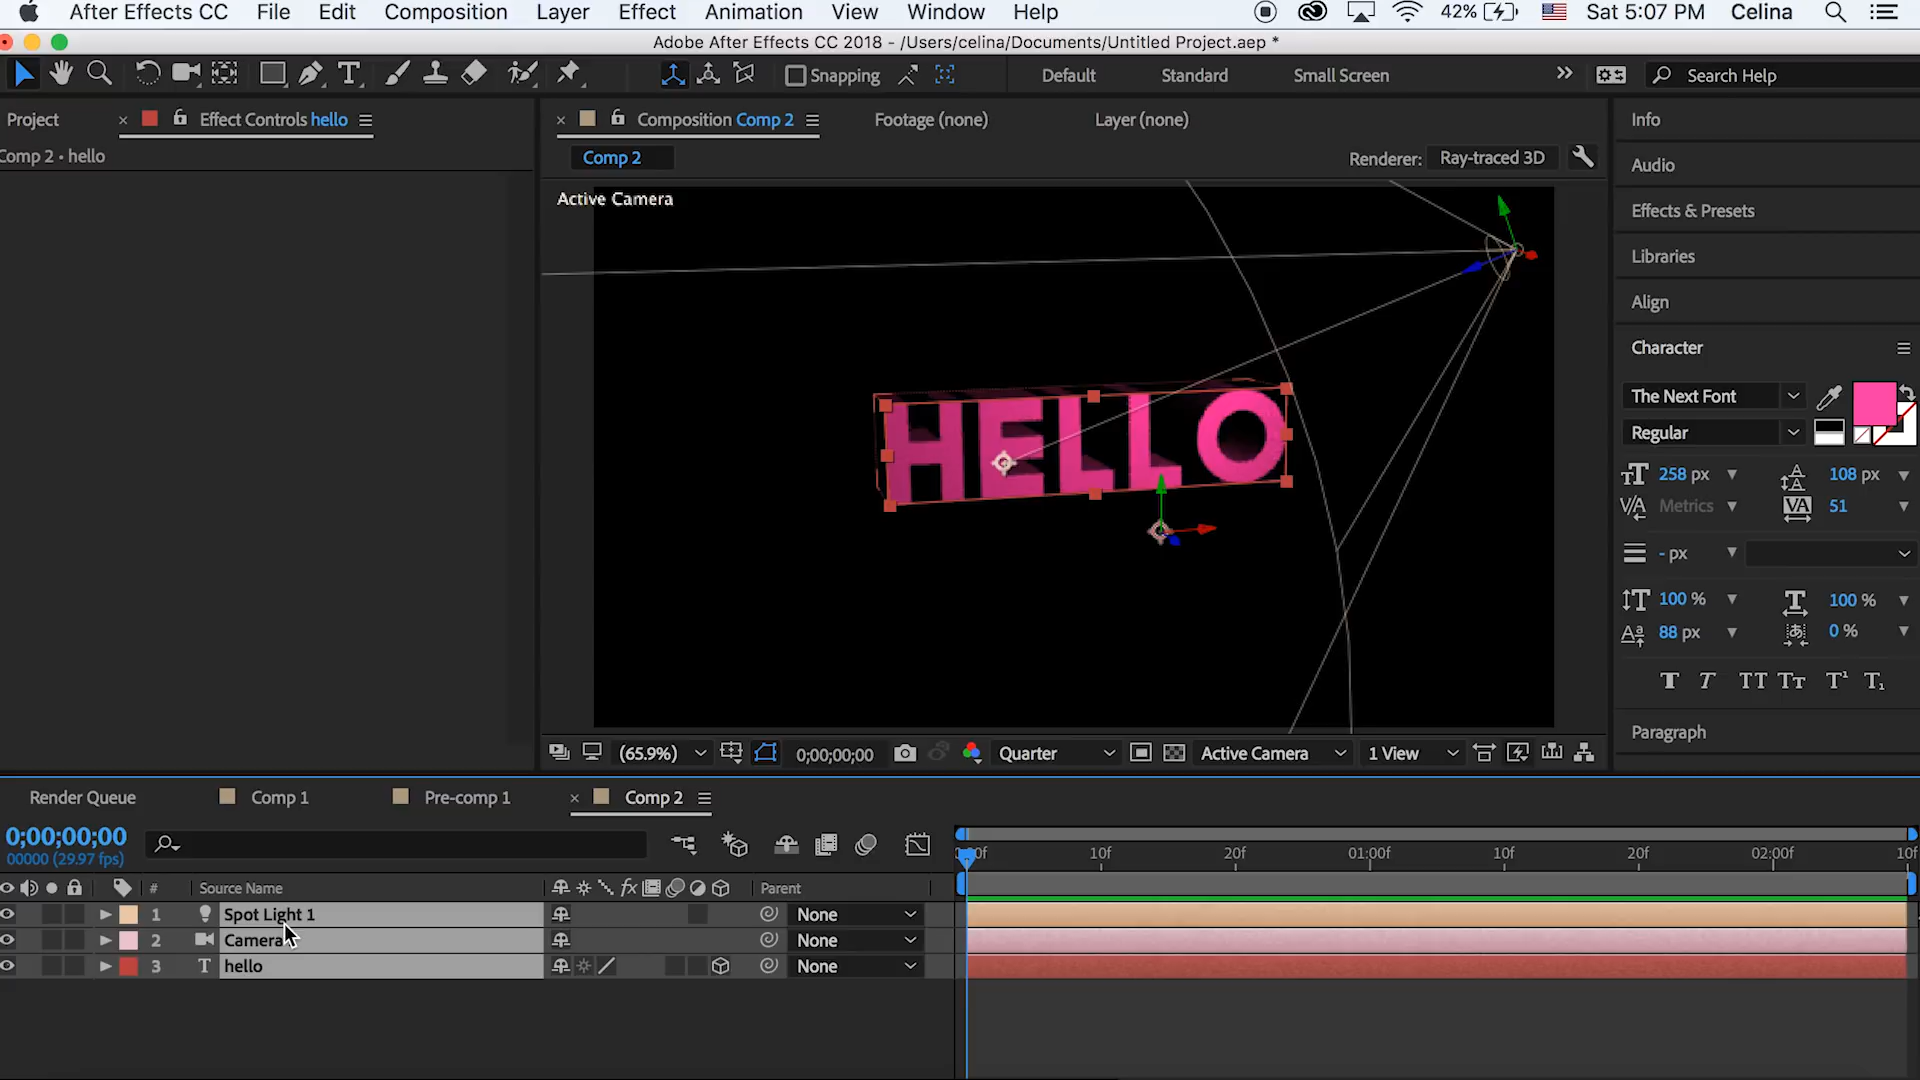 After Effects CC File Edit Composition Layer Effect Animation View Window Help 42% Sat 5:07 PM Celina
Adobe After Effects CC 2018 - /Users/celina/Documents/Untitled Project.aep *
Snapping Default Standard Small Screen Search Help
Project Effect Controls hello Composition Comp 2 Footage (none) Layer (none) Info
Comp 2 • hello Comp 2 Renderer: Ray-traced 3D
Audio
Active Camera
Effects & Presets
Libraries
Align
Character
The Next Font
Regular
HELLO
258 px 108 px
Metrics 51
- px
100 % 100 %
88 px 0 %
T T TT Tт T¹ T₁
Paragraph
(65.9%) 0;00;00;00 Quarter Active Camera 1 View
Render Queue Comp 1 Pre-comp 1 Comp 2
0;00;00;00
00000 (29.97 fps)
10f 20f 01:00f 10f 20f 02:00f 10f
# Source Name fx Parent
1 Spot Light 1 None
2 Camera None
3 T hello None